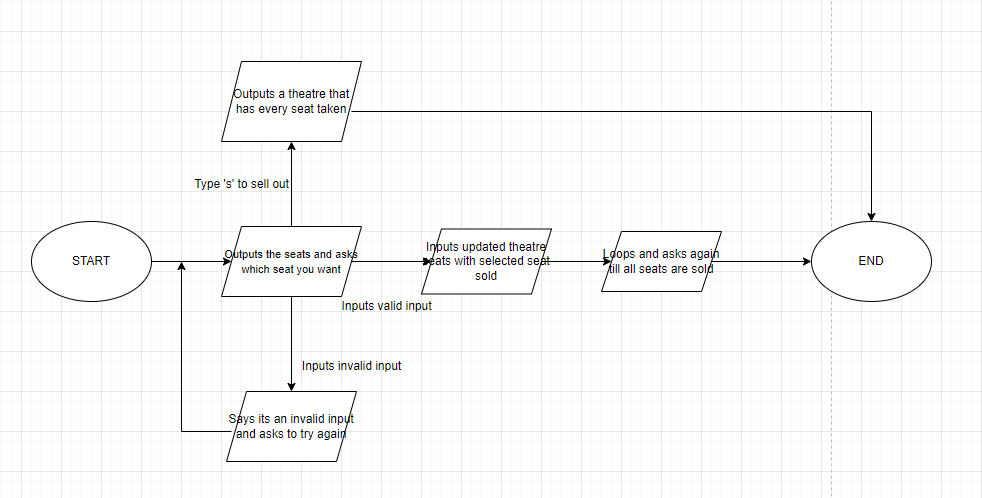 Outputs a theatre that
has every seat taken
Type 's' to sell out
START
Outputs the seats and asks
which seat you want
Inputs updated theatre
seats with selected seat
sold
Loops and asks again
till all seats are sold
END
Inputs valid input
Inputs invalid input
Says its an invalid input
and asks to try again